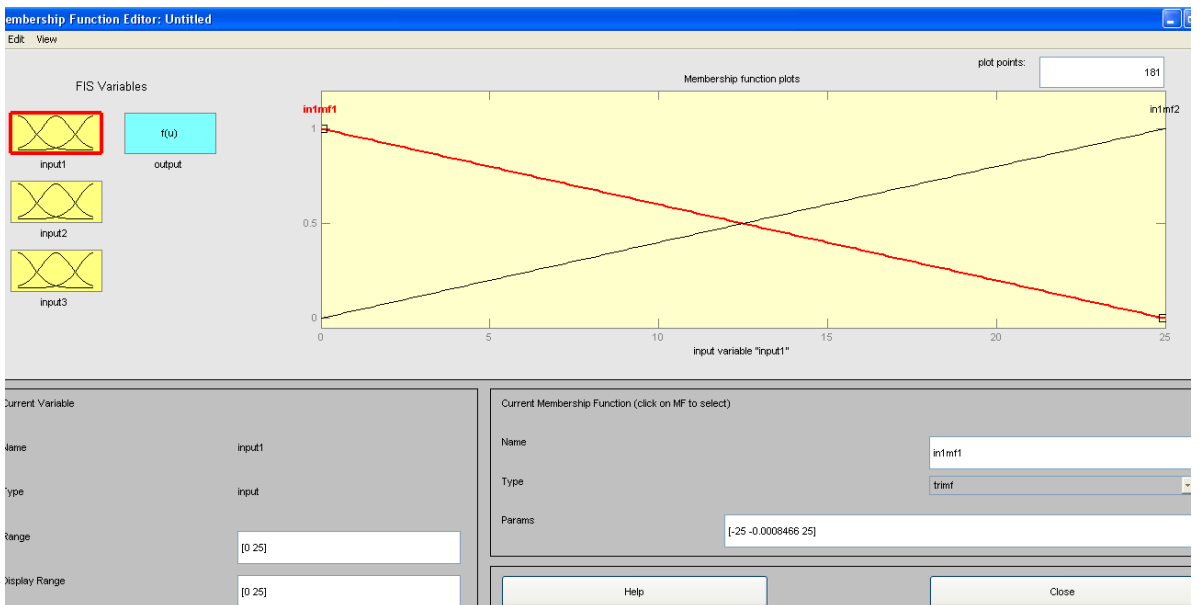 embership Function Editor: Untitled
Edit View
FIS Variables
input1
f(u)
output
input2
input3
plot points:
181
Membership function plots
in1mf1
in1mf2
1
0.5
0
0
5
10
15
20
25
input variable "input1"
Current Variable
Name
input1
Type
input
Range
[0 25]
Display Range
[0 25]
Current Membership Function (click on MF to select)
Name
in1mf1
Type
trimf
Params
[-25 -0.0008466 25]
Help
Close